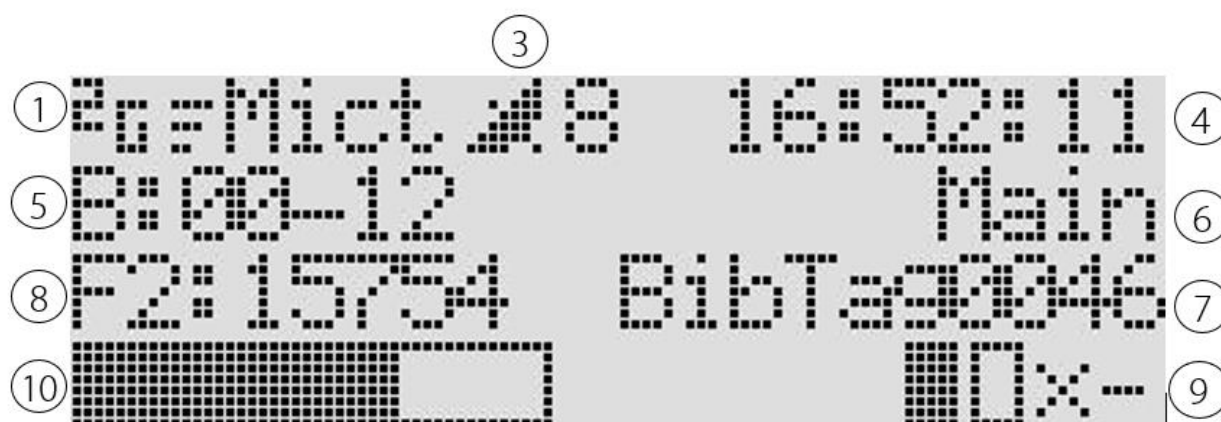 ③
① 2G=Mict 8 16:52:11 ④
⑤ B:00-12 Main ⑥
⑧ F2:15754 BibTag0046 ⑦
⑩ x- ⑨